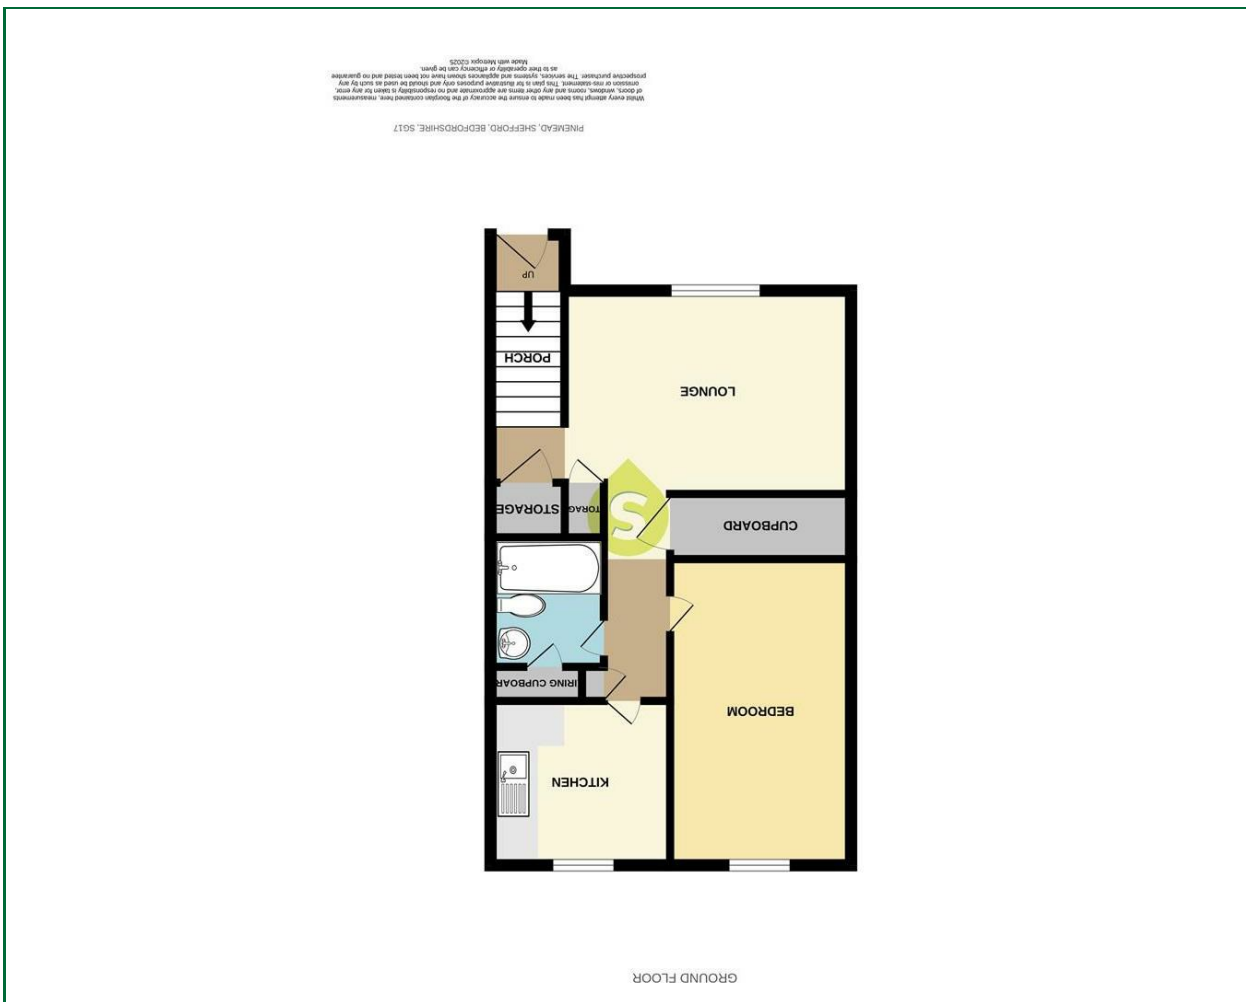 GROUND FLOOR
KITCHEN
BEDROOM
IRING CUPBOAR
CUPBOARD
TORAG
STORAGE
S
LOUNGE
PORCH
UP
PINEMEAD, SHEFFORD, BEDFORDSHIRE, SG17
Whilst every attempt has been made to ensure the accuracy of the floorplan contained here, measurements
of doors, windows, rooms and any other items are approximate and no responsibility is taken for any error,
omission or mis-statement. This plan is for illustrative purposes only and should be used as such by any
prospective purchaser. The services, systems and appliances shown have not been tested and no guarantee
as to their operability or efficiency can be given.
Made with Metropix ©2025